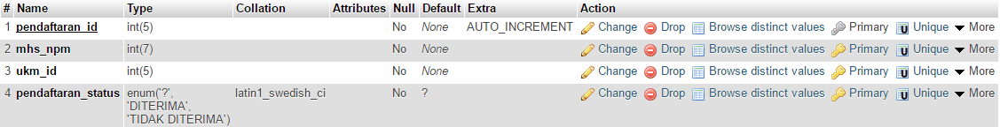 # Name Type Collation Attributes Null Default Extra Action
1 pendaftaran_id int(5) No None AUTO_INCREMENT Change Drop Browse distinct values Primary Unique More
2 mhs_npm int(7) No None Change Drop Browse distinct values Primary Unique More
3 ukm_id int(5) No None Change Drop Browse distinct values Primary Unique More
4 pendaftaran_status enum('?', latin1_swedish_ci No ? Change Drop Browse distinct values Primary Unique More
'DITERIMA',
'TIDAK DITERIMA')